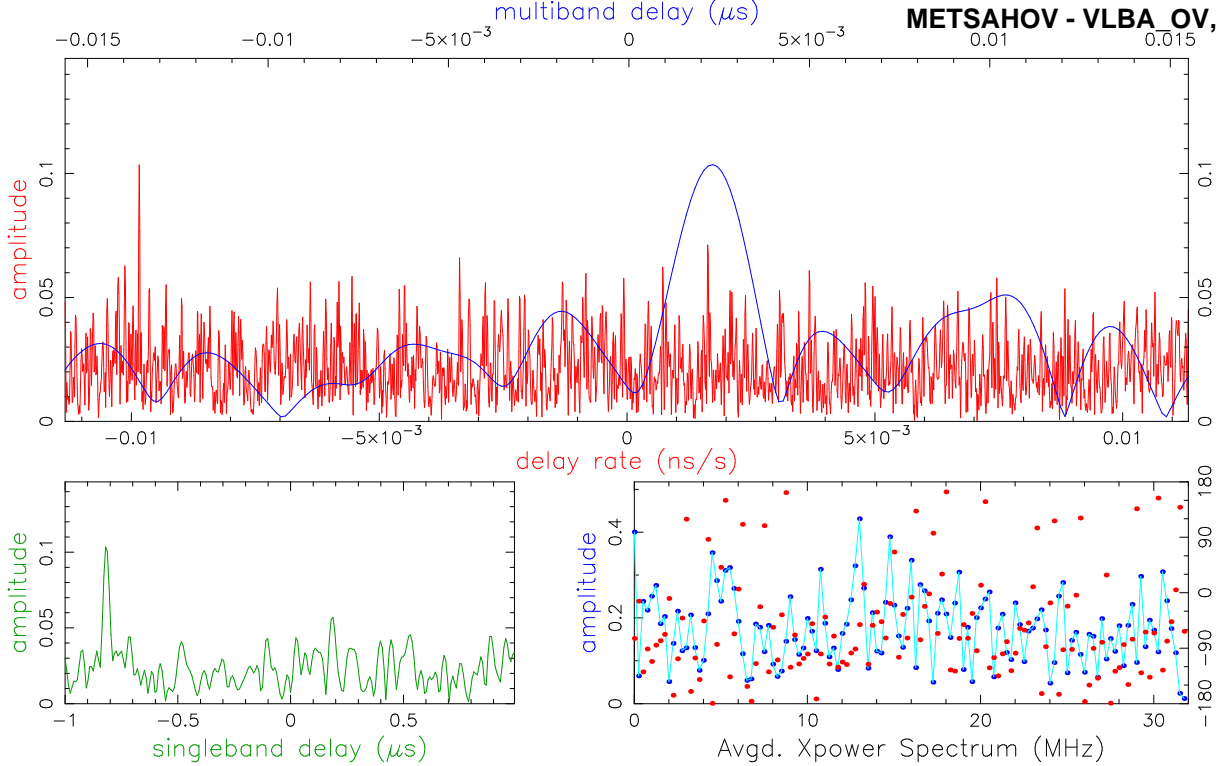 multiband delay (μs)
METSAHOV - VLBA_OV,
−0.015 −0.01 −5×10⁻³ 0 5×10⁻³ 0.01 0.015
amplitude
0 0.05 0.1
0 0.05 0.1
−0.01 −5×10⁻³ 0 5×10⁻³ 0.01
delay rate (ns/s)
amplitude
0 0.05 0.1
−1 −0.5 0 0.5
singleband delay (μs)
amplitude
0 0.2 0.4
−180 −90 0 90 180
0 10 20 30
Avgd. Xpower Spectrum (MHz)